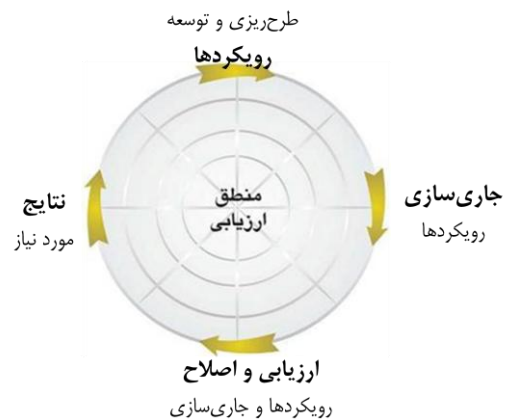 طرح‌ریزی و توسعه
رویکردها
جاری‌سازی
رویکردها
منطق
ارزیابی
نتایج
مورد نیاز
ارزیابی و اصلاح
رویکردها و جاری‌سازی